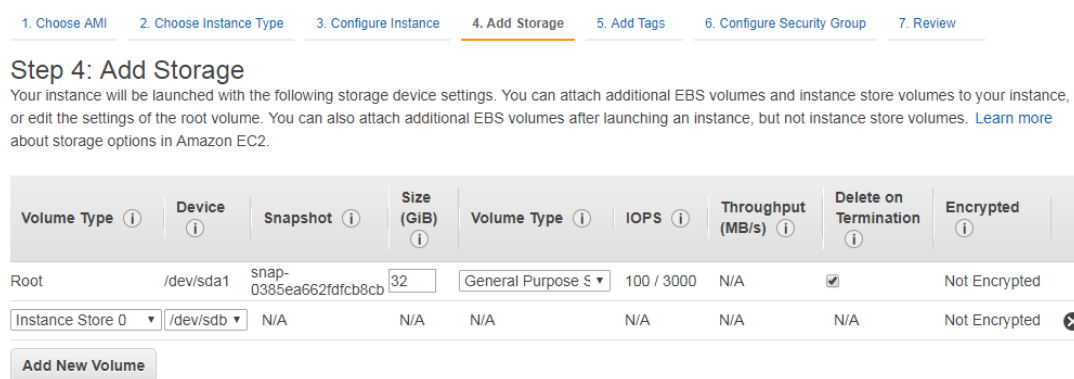 1. Choose AMI 2. Choose Instance Type 3. Configure Instance 4. Add Storage 5. Add Tags 6. Configure Security Group 7. Review
Step 4: Add Storage
Your instance will be launched with the following storage device settings. You can attach additional EBS volumes and instance store volumes to your instance,
or edit the settings of the root volume. You can also attach additional EBS volumes after launching an instance, but not instance store volumes. Learn more
about storage options in Amazon EC2.
Volume Type i Device i Snapshot i Size (GiB) i Volume Type i IOPS i Throughput (MB/s) i Delete on Termination i Encrypted i
Root /dev/sda1 snap-0385ea662fdfcb8cb 32 General Purpose S 100 / 3000 N/A Not Encrypted
Instance Store 0 /dev/sdb N/A N/A N/A N/A N/A N/A Not Encrypted
Add New Volume